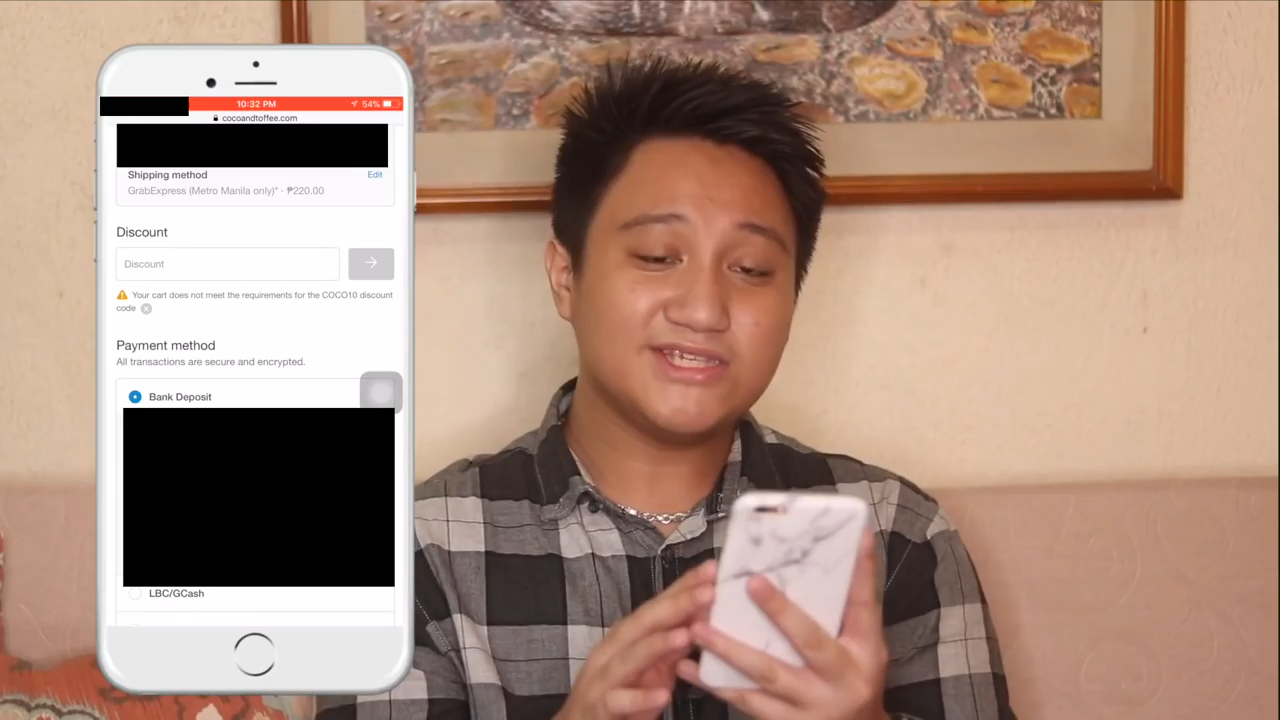 10:32 PM
54%
cocoandtoffee.com
Shipping method
Edit
GrabExpress (Metro Manila only)* · ₱220.00
Discount
Discount
Your cart does not meet the requirements for the COCO10 discount
code
Payment method
All transactions are secure and encrypted.
Bank Deposit
LBC/GCash